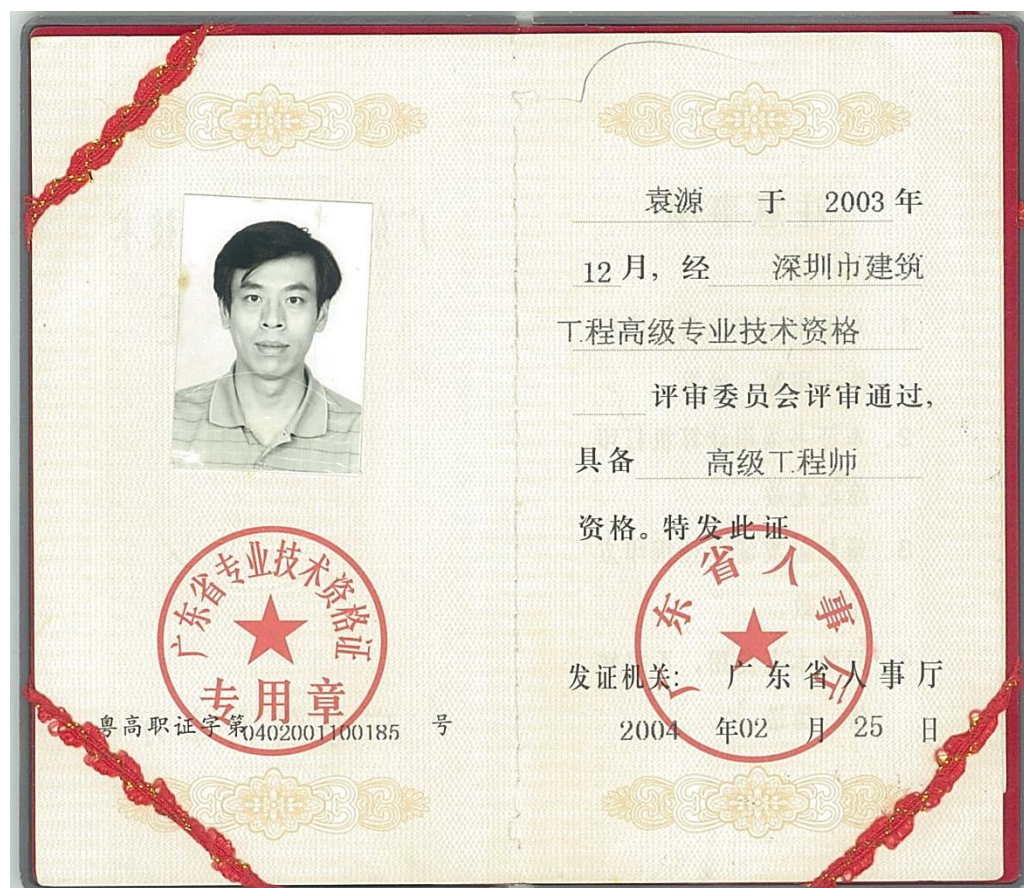 广东省专业技术资格证
专用章
粤高职证字第0402001100185 号
袁源 于 2003 年
12 月，经 深圳市建筑
工程高级专业技术资格
评审委员会评审通过，
具备 高级工程师
资格。特发此证
广东省人事厅
发证机关： 广东省人事厅
2004 年 02 月 25 日